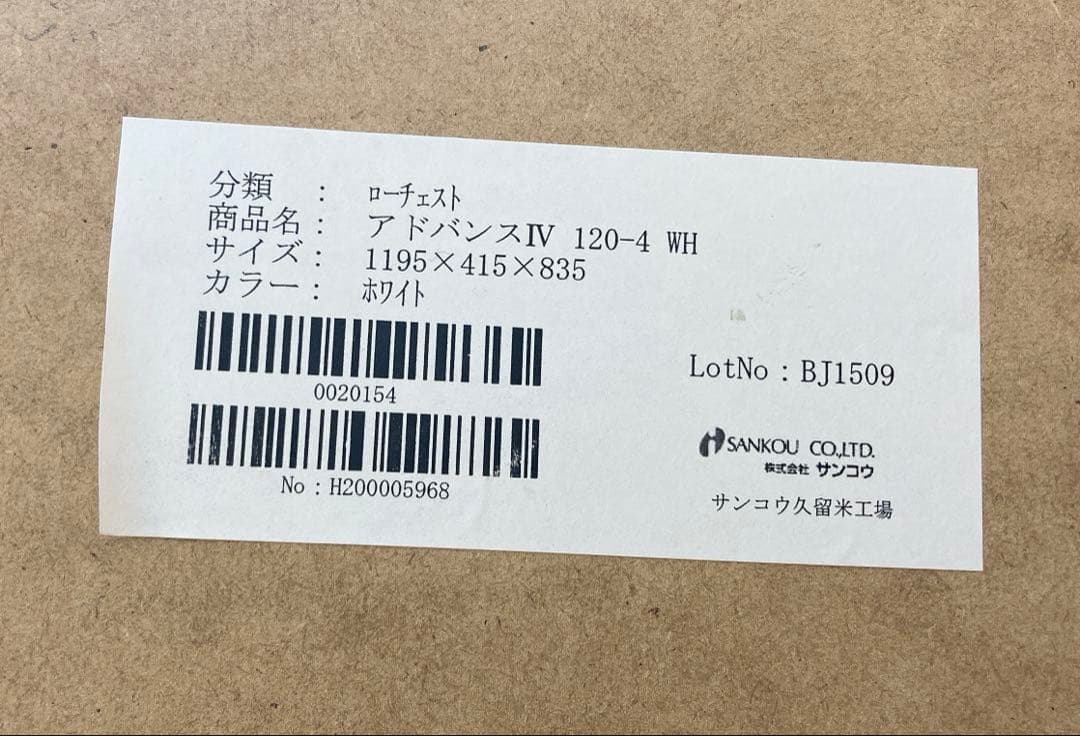 分類 : ﾛｰﾁｪｽﾄ
商品名 : アドバンスⅣ 120-4 WH
サイズ : 1195×415×835
カラー : ﾎﾜｲﾄ
0020154
No : H200005968
LotNo : BJ1509
SANKOU CO.,LTD.
株式会社 サンコウ
サンコウ久留米工場